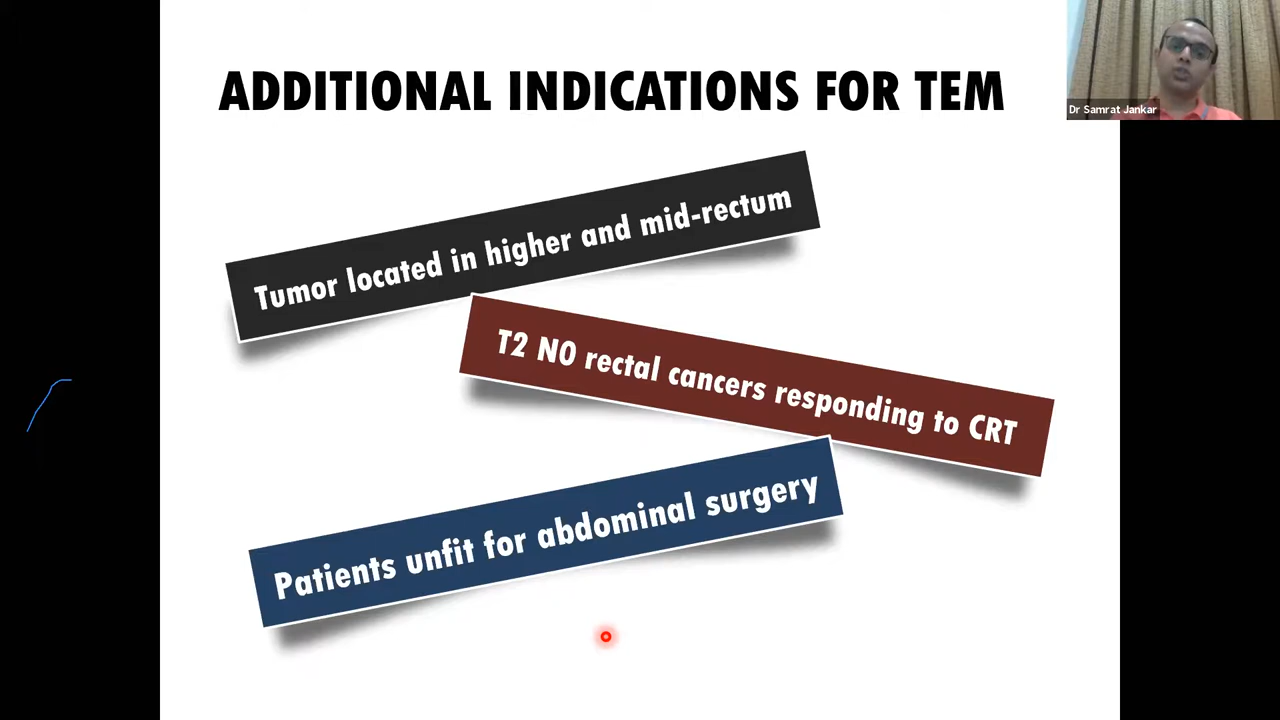 ADDITIONAL INDICATIONS FOR TEM
Dr Samrat Jankar
Tumor located in higher and mid-rectum
T2 N0 rectal cancers responding to CRT
Patients unfit for abdominal surgery